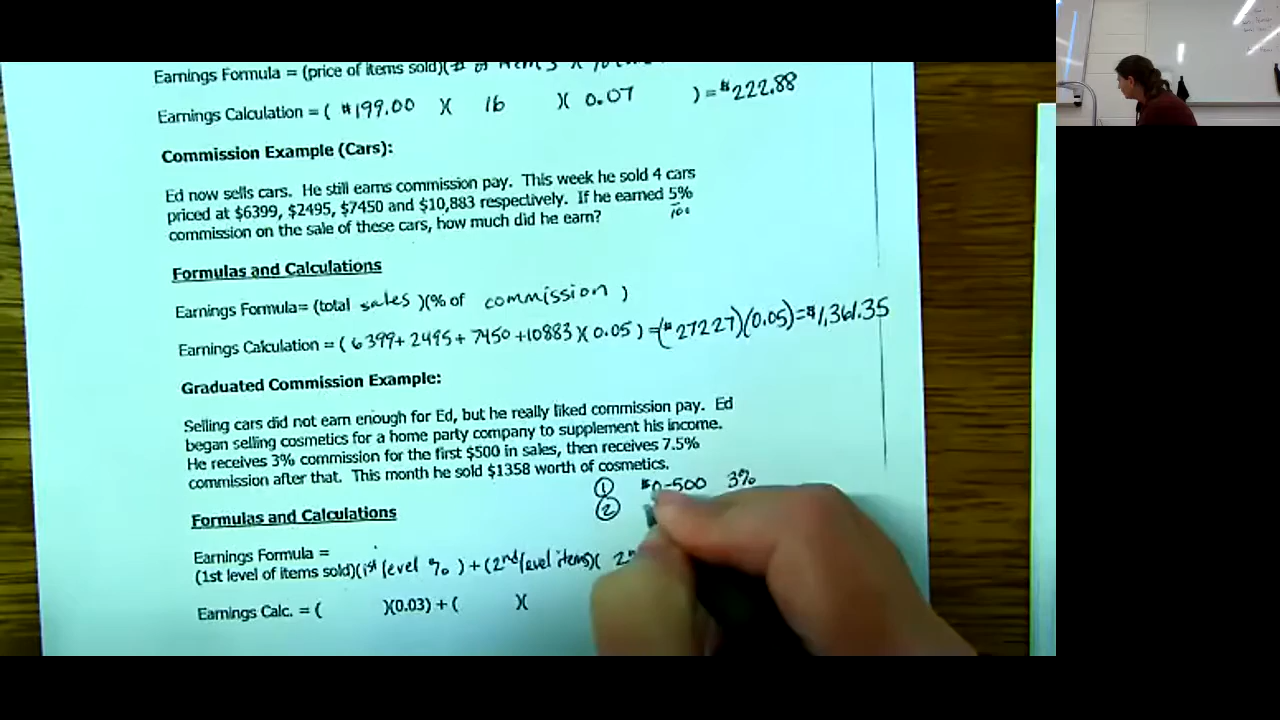 Earnings Formula = (price of items sold)(# of items)(
Earnings Calculation = ( $199.00 )( 16 )( 0.07 ) = $222.88
Commission Example (Cars):
Ed now sells cars. He still earns commission pay. This week he sold 4 cars
priced at $6399, $2495, $7450 and $10,883 respectively. If he earned 5%
100
commission on the sale of these cars, how much did he earn?
Formulas and Calculations
Earnings Formula= (total sales )(% of commission )
Earnings Calculation = ( 6399+ 2495+ 7450 +10883 )( 0.05 ) =($27227)(0.05)=$1,361.35
Graduated Commission Example:
Selling cars did not earn enough for Ed, but he really liked commission pay. Ed
began selling cosmetics for a home party company to supplement his income.
He receives 3% commission for the first $500 in sales, then receives 7.5%
commission after that. This month he sold $1358 worth of cosmetics.
① $0-500 3%
②
Formulas and Calculations
Earnings Formula =
(1st level of items sold)(1st level % ) + (2nd level items)( 2
Earnings Calc. = ( )(0.03) + ( )(